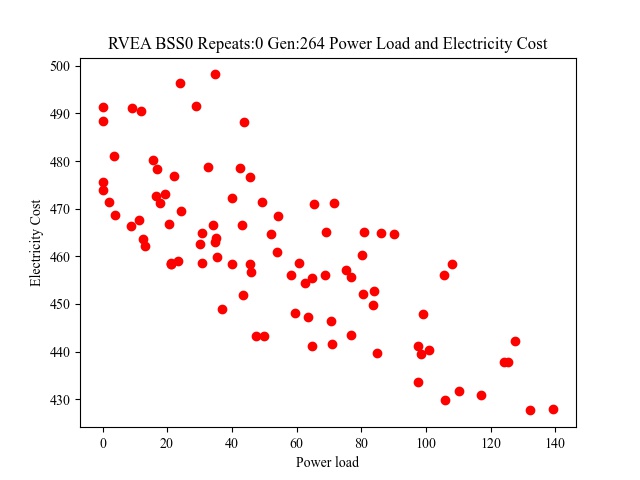 RVEA BSS0 Repeats:0 Gen:264 Power Load and Electricity Cost
500
490
480
470
460
450
440
430
Electricity Cost
0 20 40 60 80 100 120 140
Power load